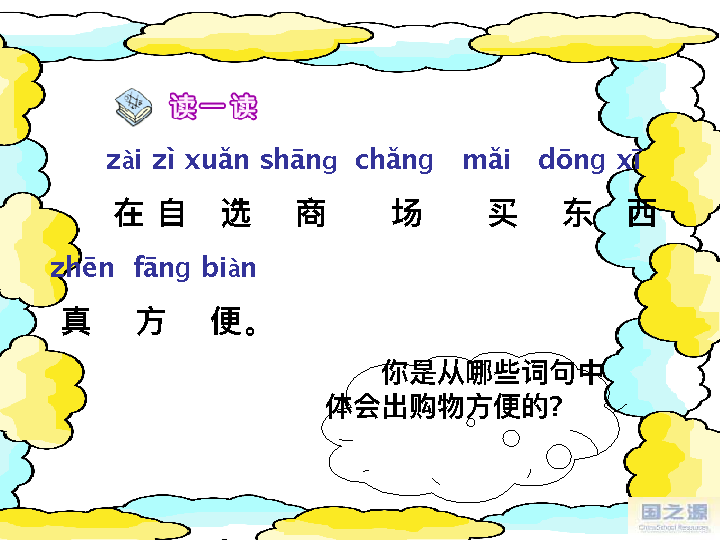 读一读
zài zì xuǎn shāng chǎng mǎi dōng xī
在 自 选 商 场 买 东 西
zhēn fāng biàn
真 方 便。
你是从哪些词句中
体会出购物方便的?
国之源
ChinaSchool Resources